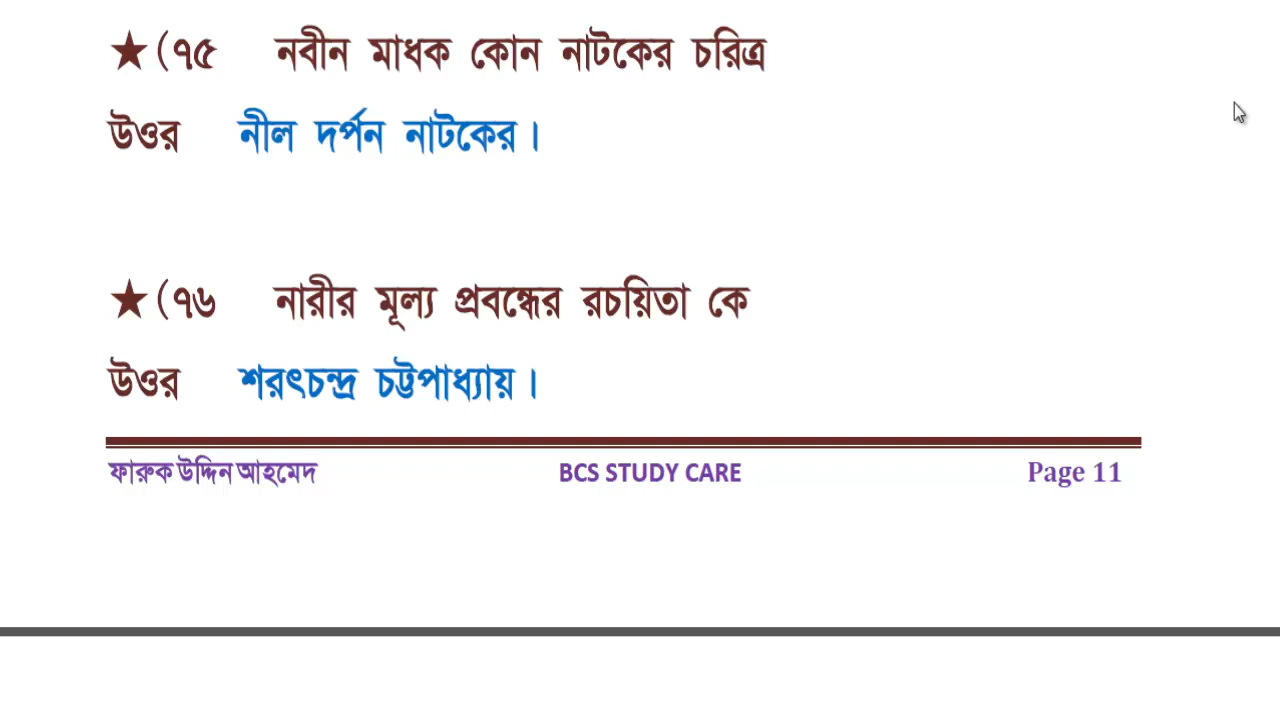 ★(৭৫ নবীন মাধক কোন নাটকের চরিত্র
উওর নীল দর্পন নাটকের।
★(৭৬ নারীর মূল্য প্রবন্ধের রচয়িতা কে
উওর শরৎচন্দ্র চট্টপাধ্যায়।
ফারুক উদ্দিন আহমেদ BCS STUDY CARE Page 11